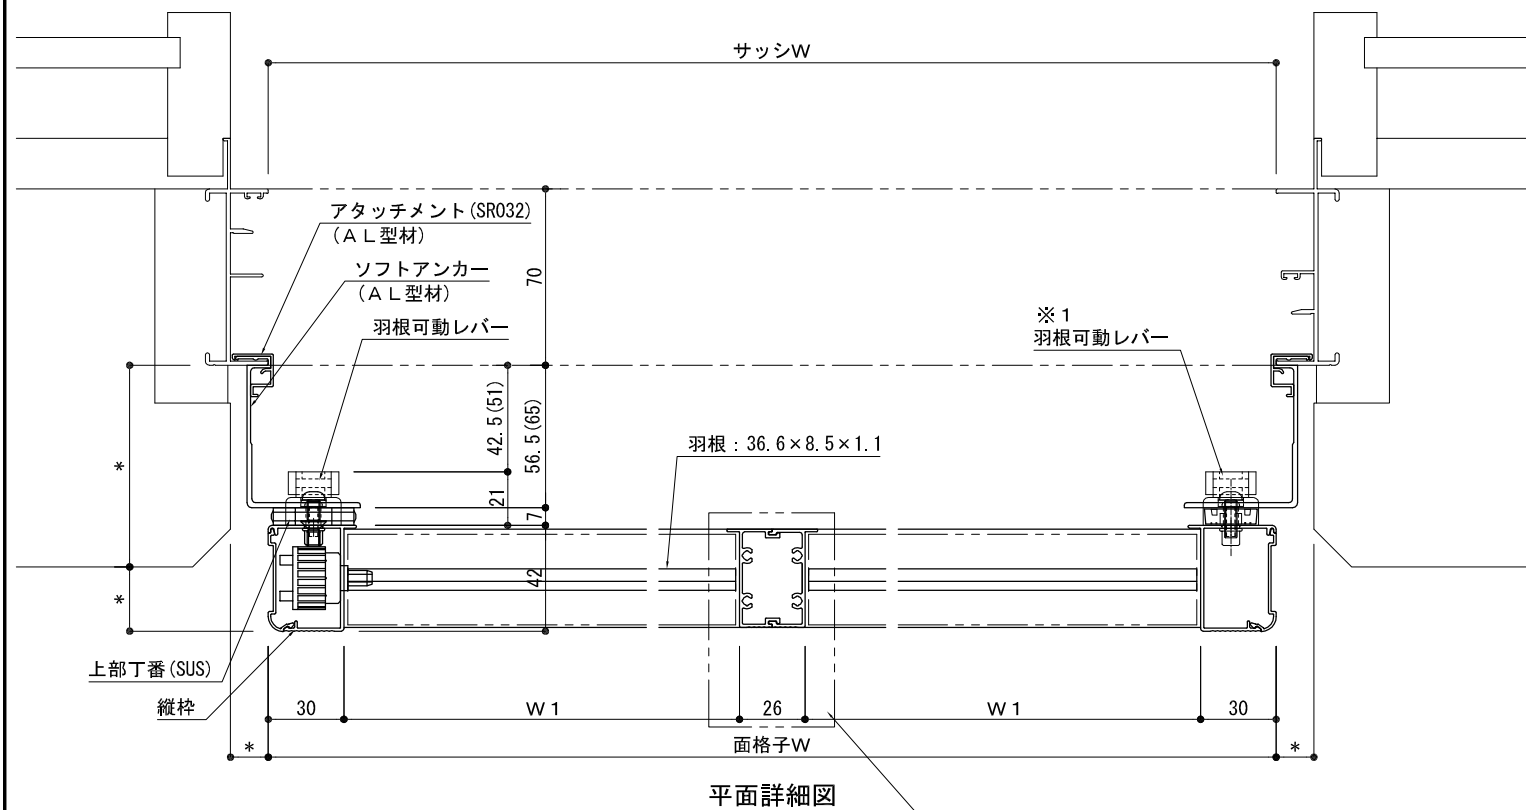 サッシW
アタッチメント(SR032)
(AL型材)
ソフトアンカー
(AL型材)
羽根可動レバー
70
※1
羽根可動レバー
42.5(51)
56.5(65)
羽根：36.6×8.5×1.1
*
21
7
42
*
上部丁番(SUS)
縦枠
30
W1
26
W1
30
*
面格子W
*
平面詳細図